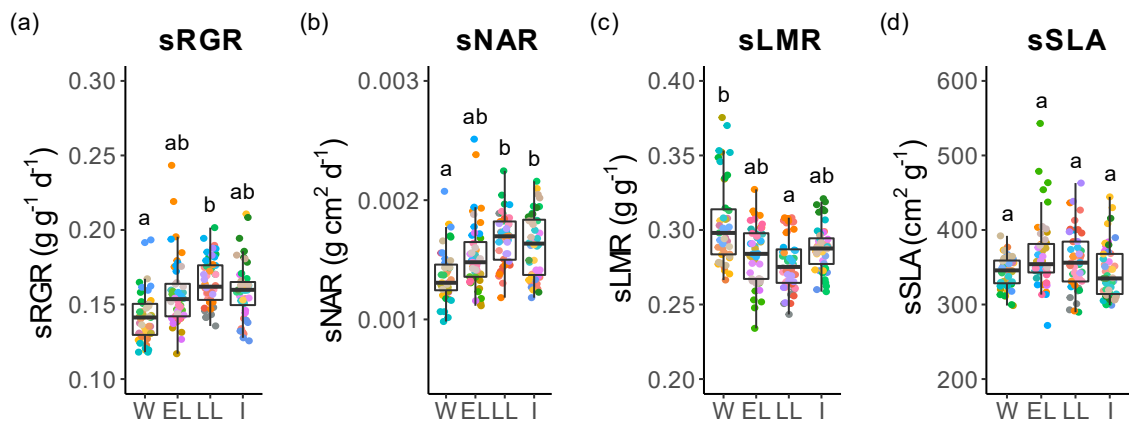 (a) sRGR
sRGR (g g⁻¹ d⁻¹)
0.30
0.25
0.20
0.15
0.10
a ab b ab
W EL LL I
(b) sNAR
sNAR (g cm² d⁻¹)
0.003
0.002
0.001
a ab b b
W EL LL I
(c) sLMR
sLMR (g g⁻¹)
0.40
0.35
0.30
0.25
0.20
b ab a ab
W EL LL I
(d) sSLA
sSLA (cm² g⁻¹)
600
500
400
300
200
a a a a
W EL LL I